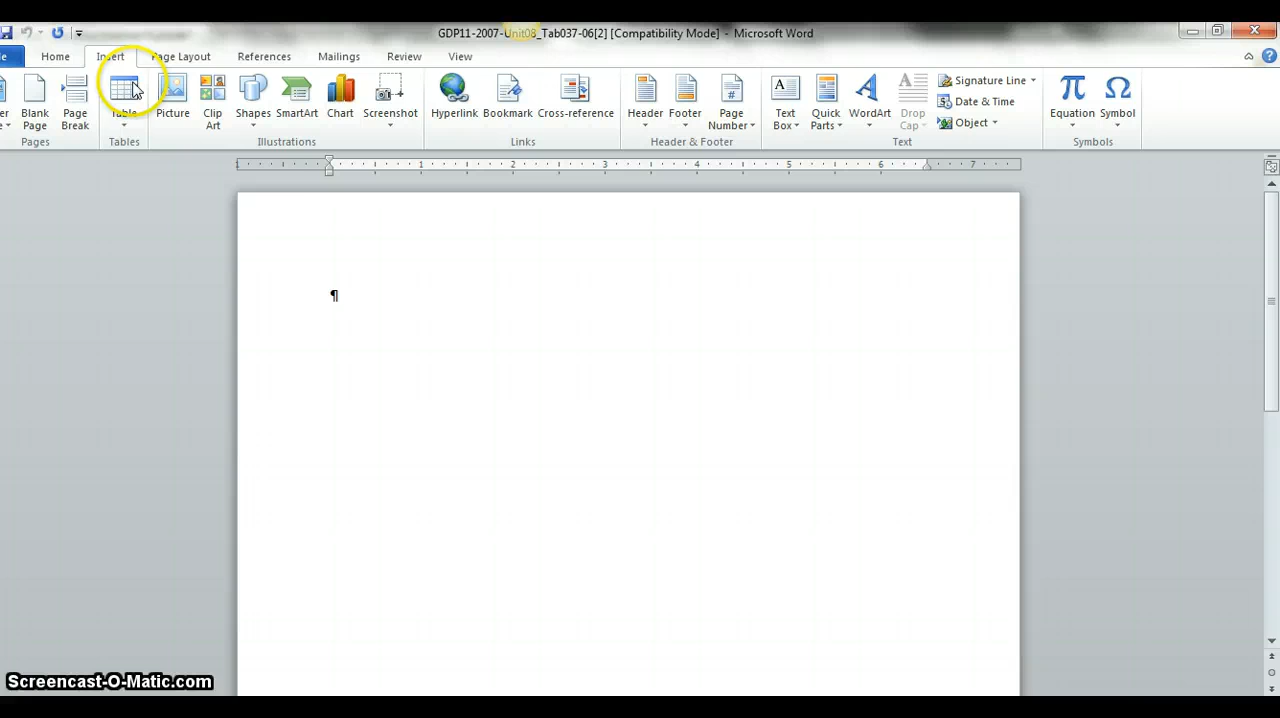 GDP11-2007-Unit08_Tab037-06[2] [Compatibility Mode] - Microsoft Word
Home Insert Page Layout References Mailings Review View
Blank Page
Page Break
Table
Picture
Clip Art
Shapes
SmartArt
Chart
Screenshot
Hyperlink
Bookmark
Cross-reference
Header
Footer
Page Number
Text Box
Quick Parts
WordArt
Drop Cap
Signature Line
Date & Time
Object
Equation
Symbol
Pages Tables Illustrations Links Header & Footer Text Symbols
1 2 3 4 5 6 7
¶
Screencast-O-Matic.com